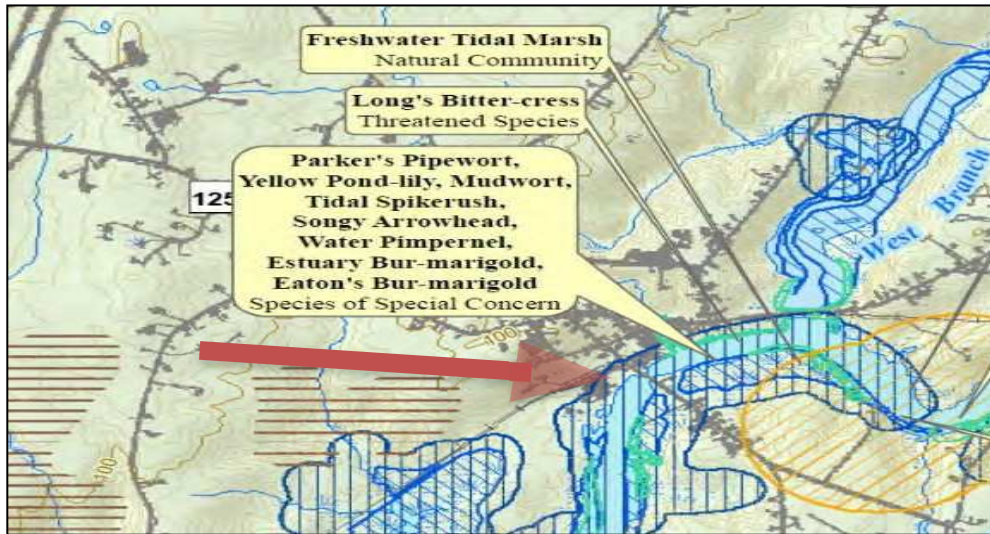 Freshwater Tidal Marsh
Natural Community
Long's Bitter-cress
Threatened Species
Parker's Pipewort,
Yellow Pond-lily, Mudwort,
Tidal Spikerush,
Songy Arrowhead,
Water Pimpernel,
Estuary Bur-marigold,
Eaton's Bur-marigold
Species of Special Concern
125
West Branch
100
100